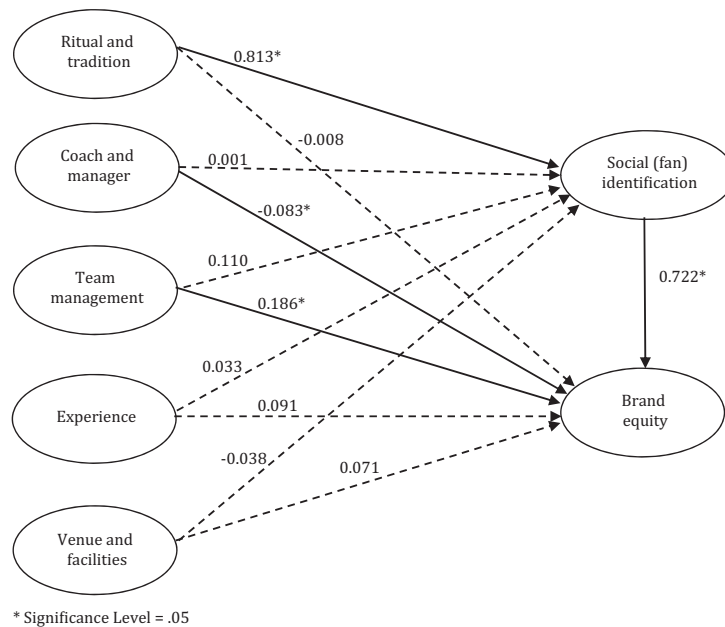 Ritual and
tradition
0.813*
-0.008
Coach and
manager
0.001
Social (fan)
identification
-0.083*
Team
management
0.110
0.186*
0.722*
0.033
Experience
0.091
Brand
equity
-0.038
0.071
Venue and
facilities
* Significance Level = .05